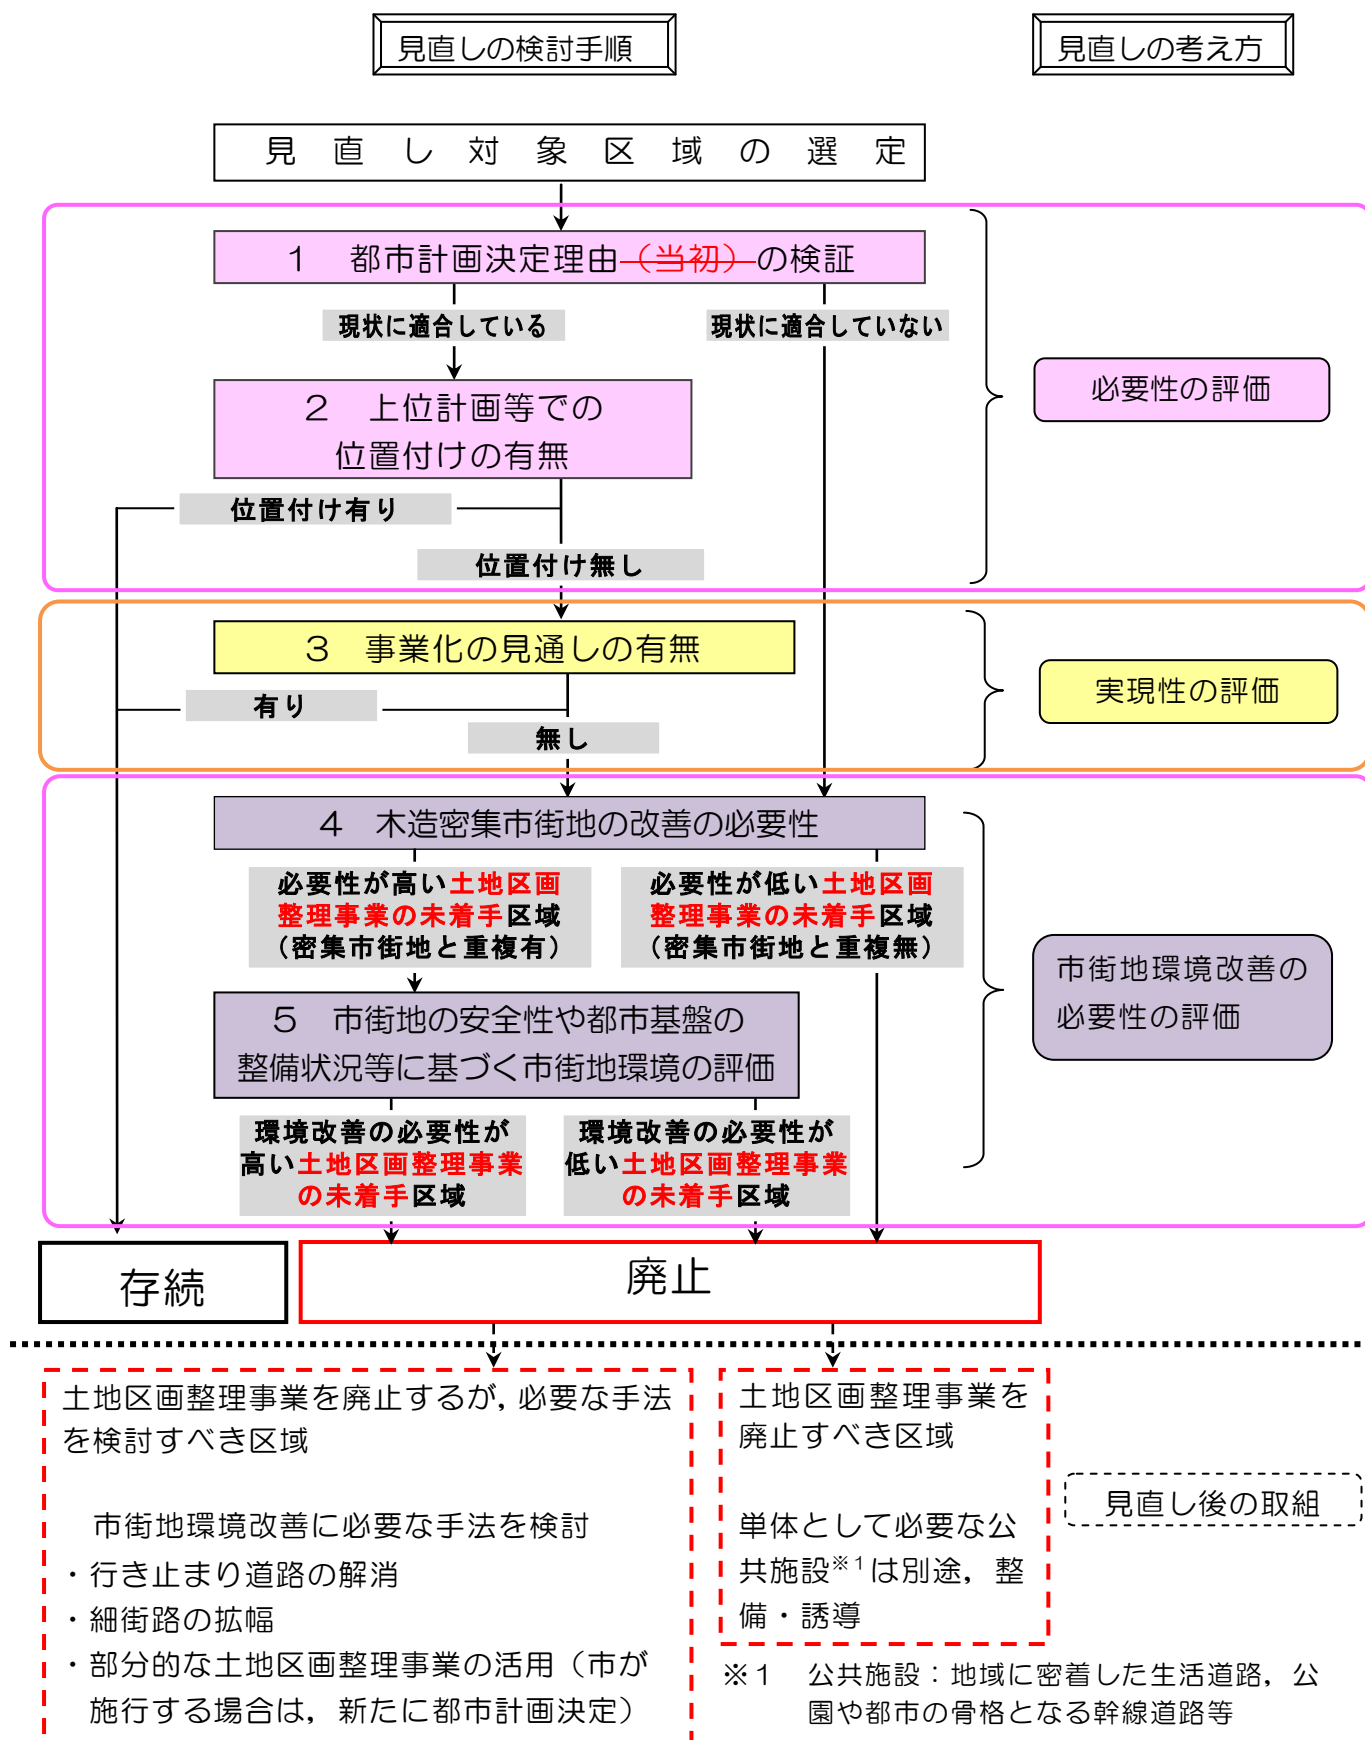 見直しの検討手順
見直しの考え方
見直し対象区域の選定
1 都市計画決定理由（当初）の検証
現状に適合している
現状に適合していない
必要性の評価
2 上位計画等での
位置付けの有無
位置付け有り
位置付け無し
3 事業化の見通しの有無
実現性の評価
有り
無し
4 木造密集市街地の改善の必要性
必要性が高い土地区画
整理事業の未着手区域
（密集市街地と重複有）
必要性が低い土地区画
整理事業の未着手区域
（密集市街地と重複無）
市街地環境改善の
必要性の評価
5 市街地の安全性や都市基盤の
整備状況等に基づく市街地環境の評価
環境改善の必要性が
高い土地区画整理事業
の未着手区域
環境改善の必要性が
低い土地区画整理事業
の未着手区域
存続
廃止
土地区画整理事業を廃止するが，必要な手法
を検討すべき区域
市街地環境改善に必要な手法を検討
・行き止まり道路の解消
・細街路の拡幅
・部分的な土地区画整理事業の活用（市が
施行する場合は，新たに都市計画決定）
土地区画整理事業を
廃止すべき区域
単体として必要な公
共施設※1は別途，整
備・誘導
見直し後の取組
※1 公共施設：地域に密着した生活道路，公
園や都市の骨格となる幹線道路等